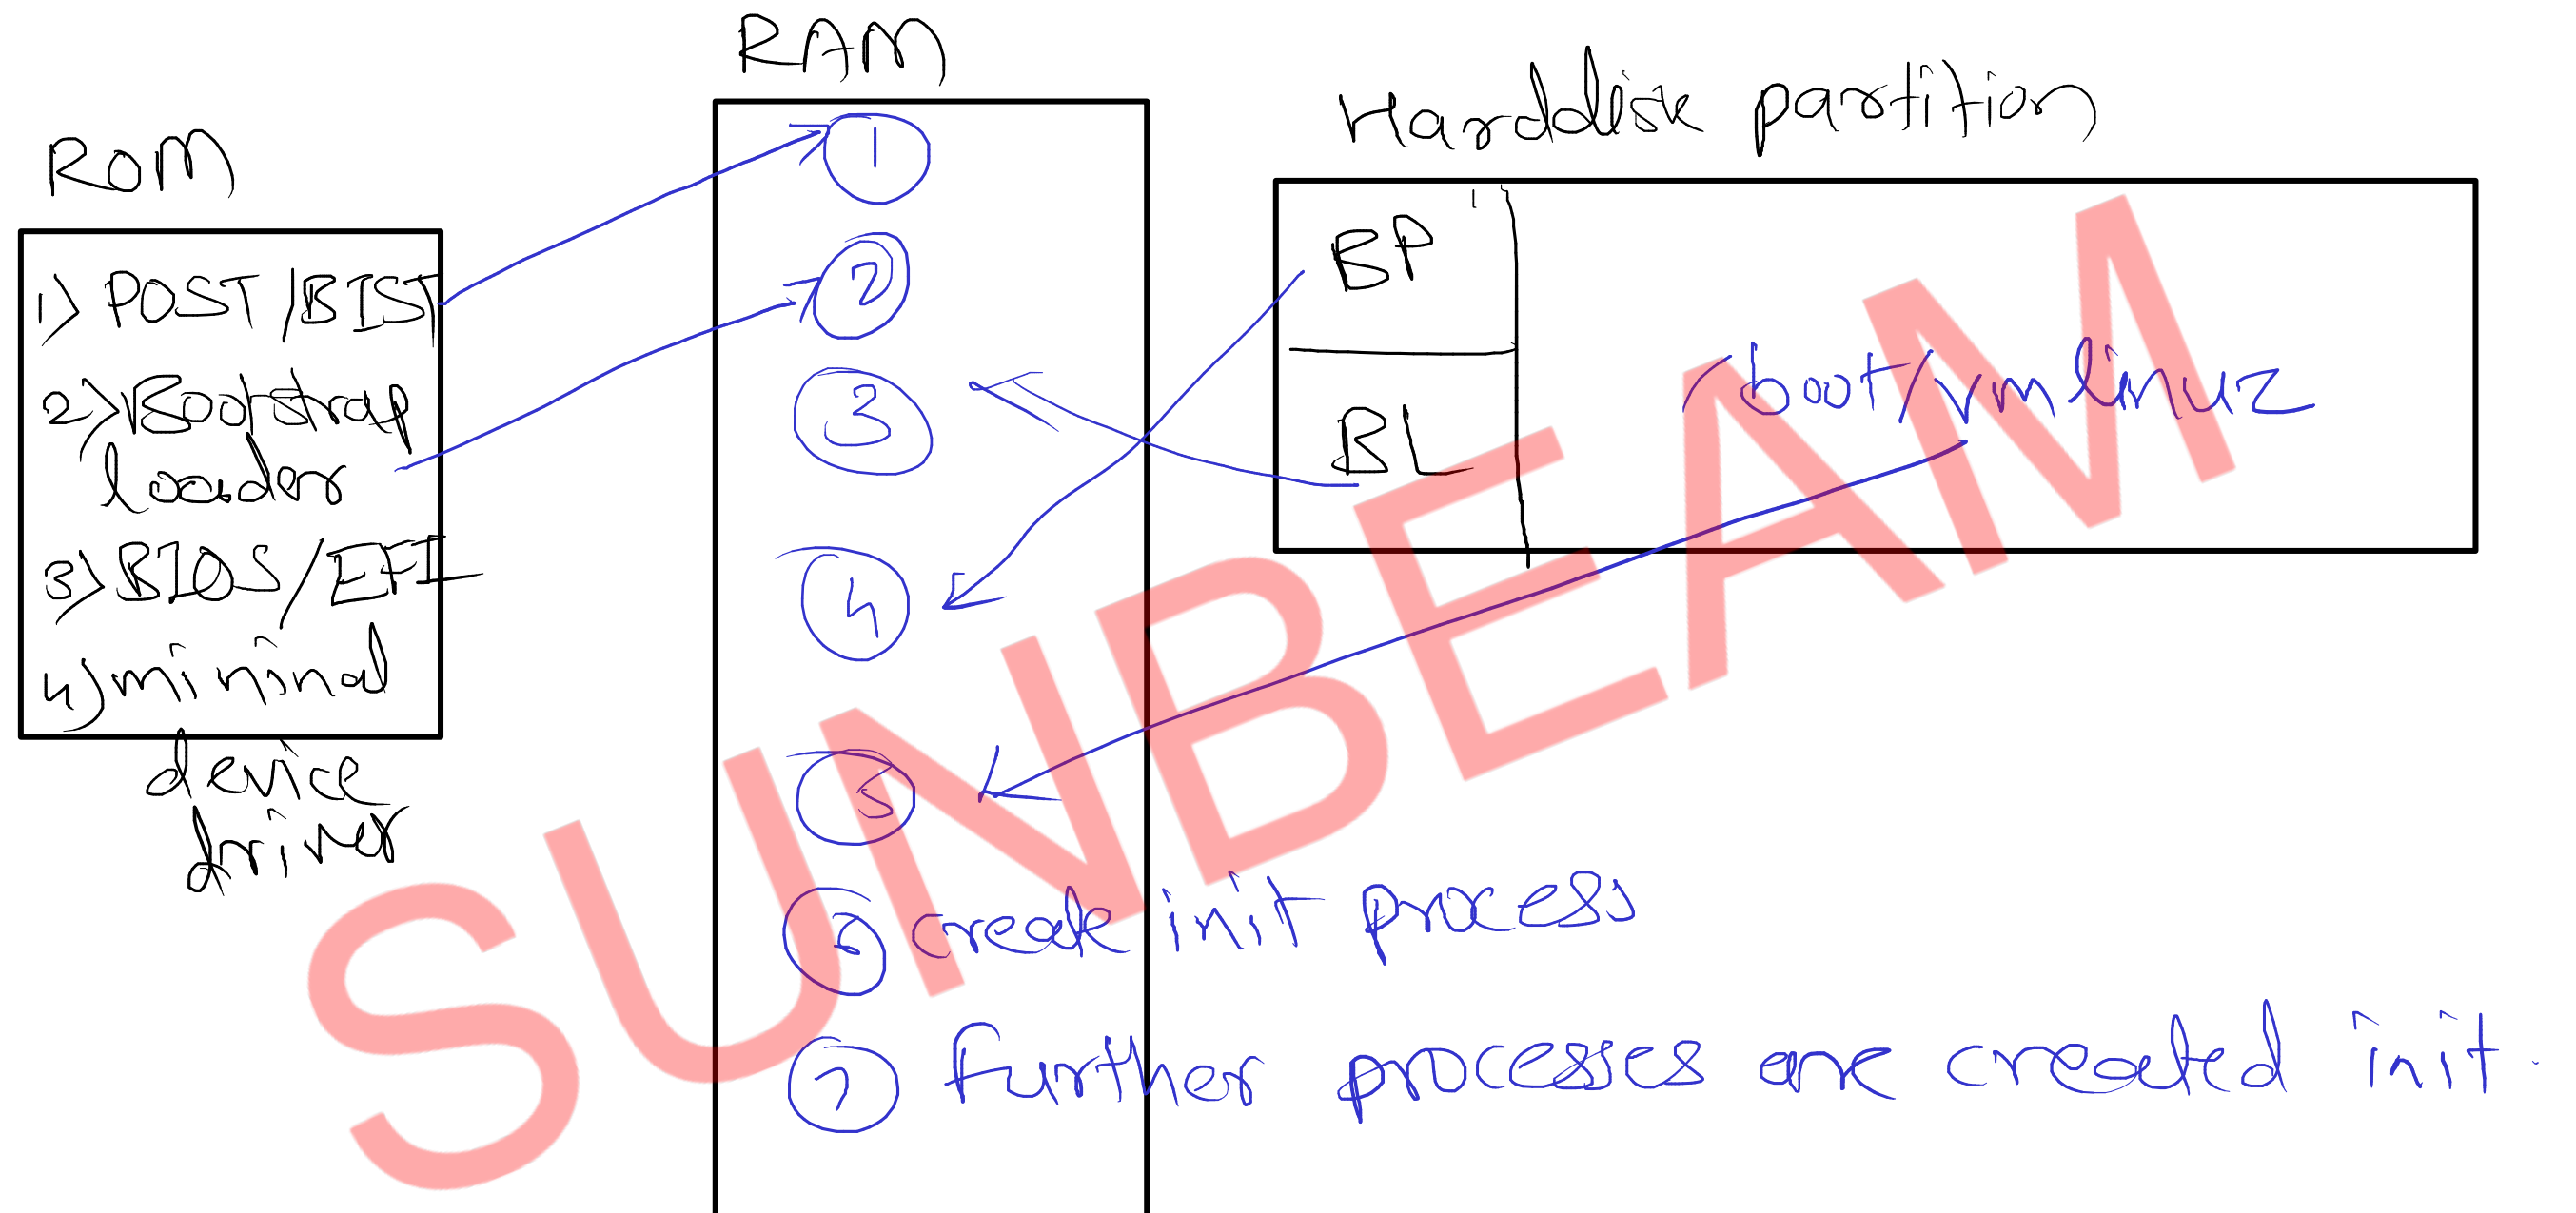 RAM
Harddisk partition
ROM
1) POST/BIST
2) Bootstrap
loader
3) BIOS/EFI
4) mininal
device
driver
1
2
3
4
5
6 create init process
7 further processes are created init.
BP
BL
/boot/vmlinuz
SUNBEAM